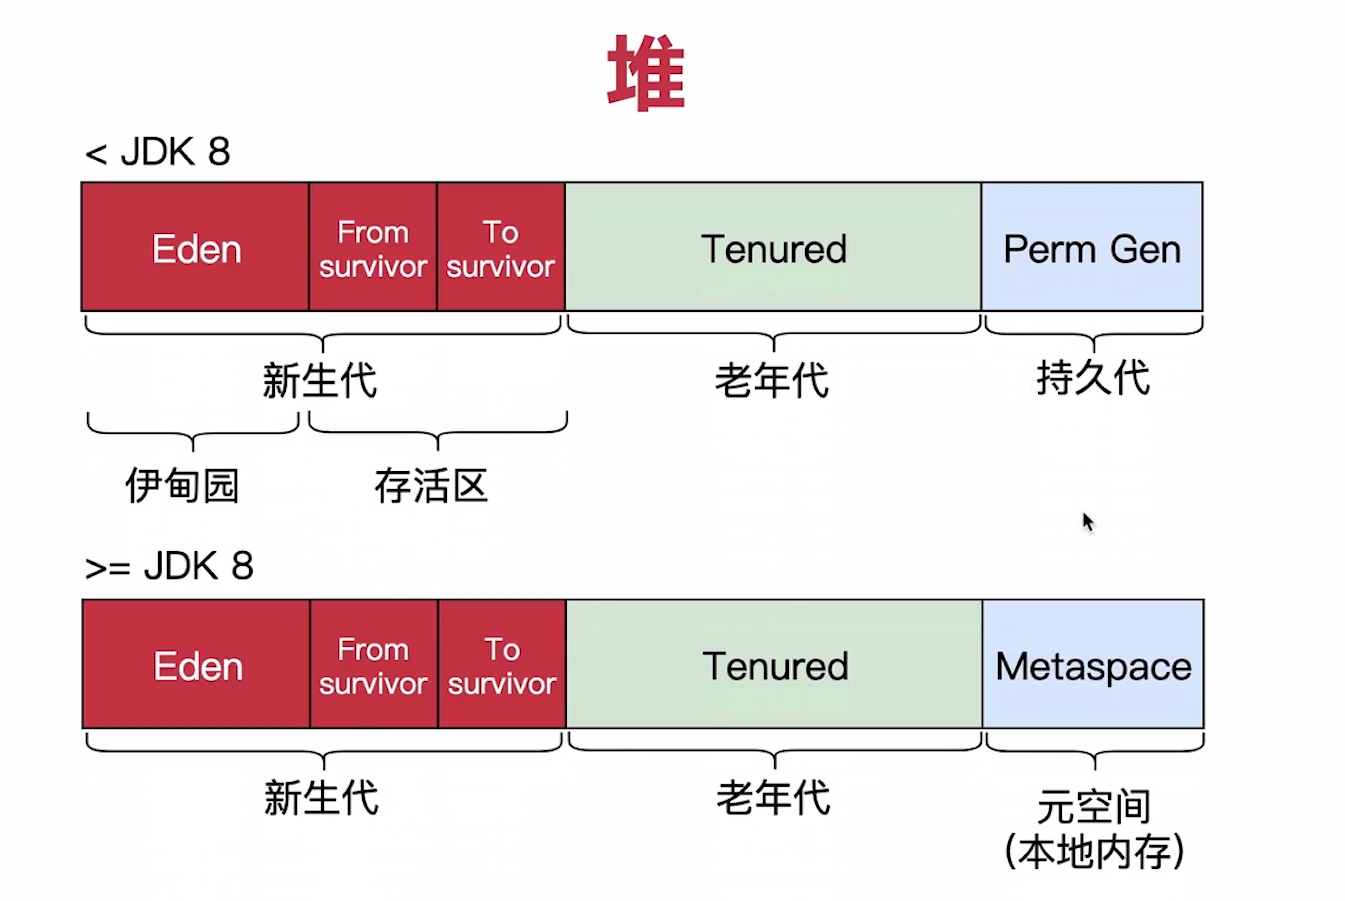 堆
< JDK 8
Eden
From
survivor
To
survivor
Tenured
Perm Gen
新生代
老年代
持久代
伊甸园
存活区
>= JDK 8
Eden
From
survivor
To
survivor
Tenured
Metaspace
新生代
老年代
元空间
(本地内存)